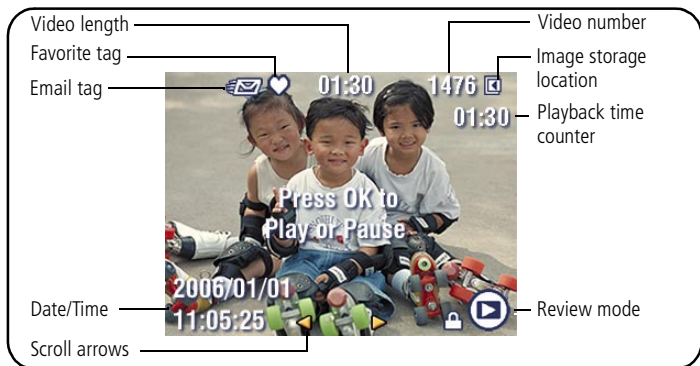 Video length
Favorite tag
Email tag
Video number
Image storage
location
Playback time
counter
01:30
1476
01:30
Press OK to
Play or Pause
2006/01/01
11:05:25
Date/Time
Scroll arrows
Review mode